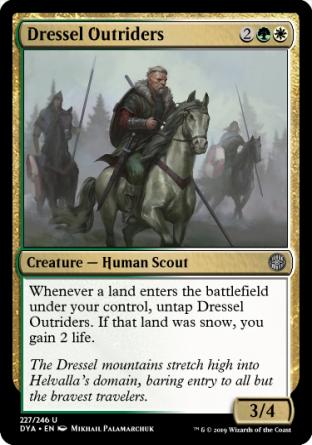 Dressel Outriders 2
Creature — Human Scout
Whenever a land enters the battlefield
under your control, untap Dressel
Outriders. If that land was snow, you
gain 2 life.
The Dressel mountains stretch high into
Helvalla's domain, baring entry to all but
the bravest travelers.
3/4
227/246 U
DYA • EN Mikhail Palamarchuk
™ & © 2019 Wizards of the Coast